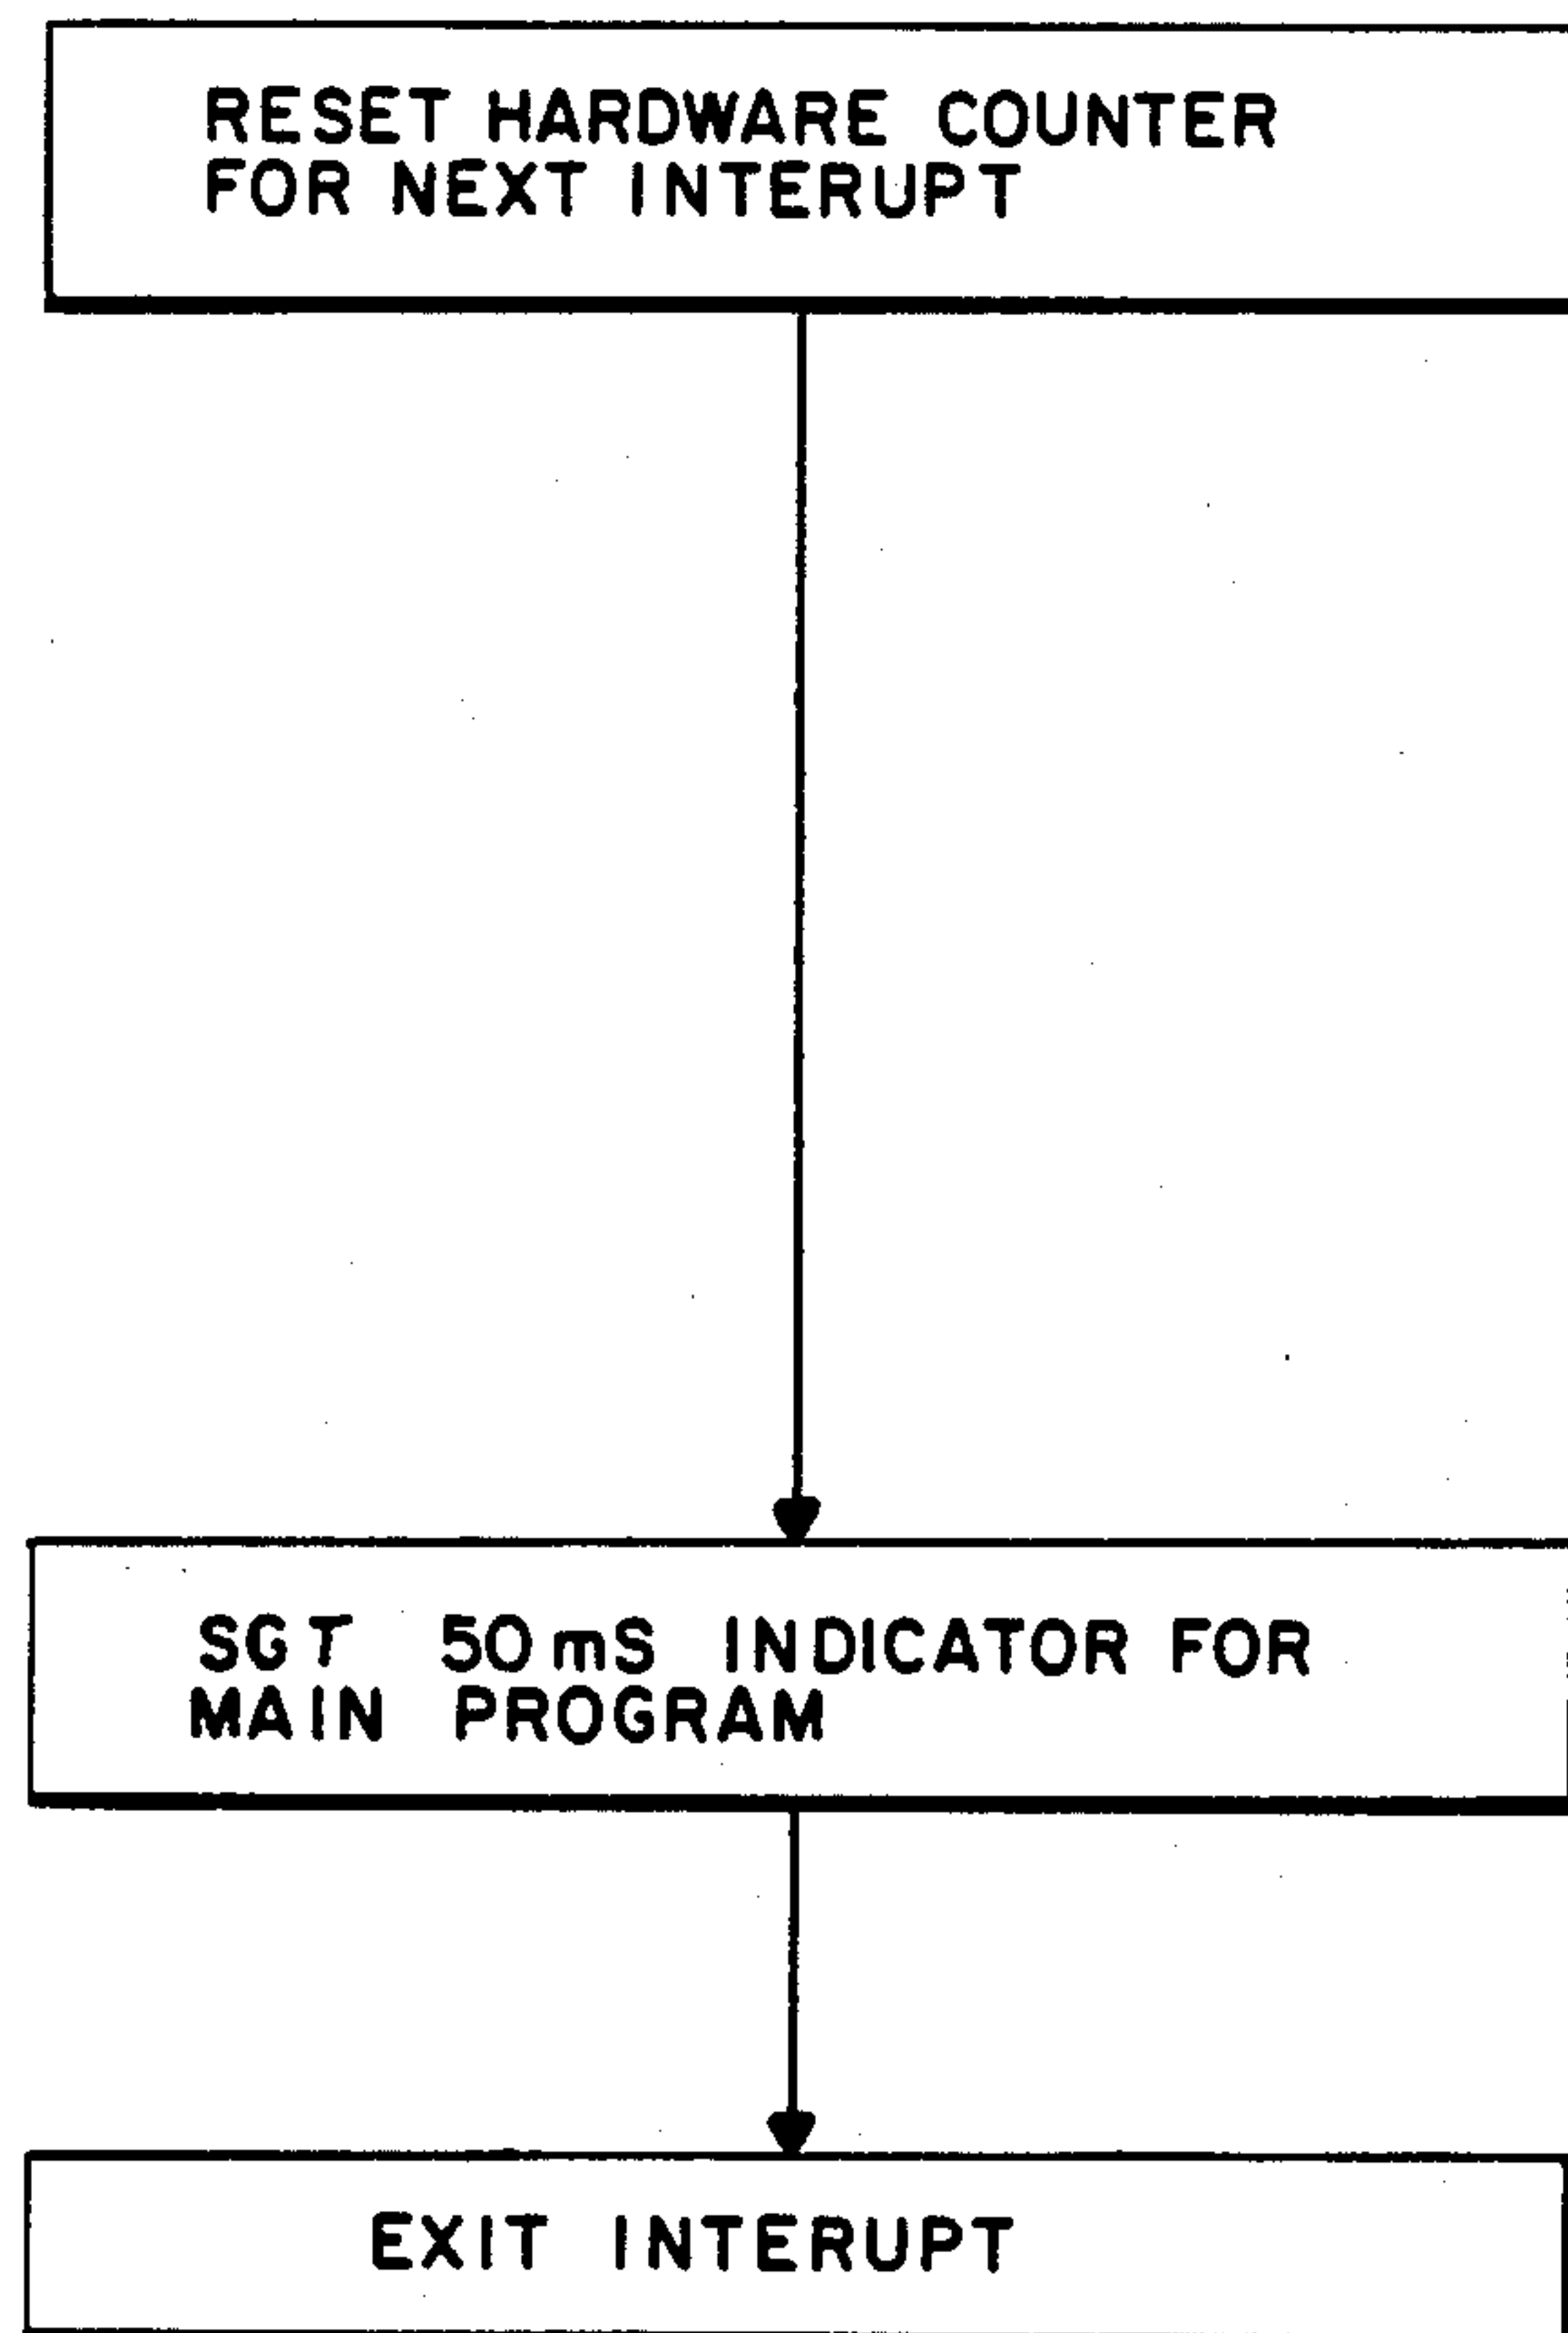 RESET HARDWARE COUNTER
FOR NEXT INTERUPT
SGT 50mS INDICATOR FOR
MAIN PROGRAM
EXIT INTERUPT